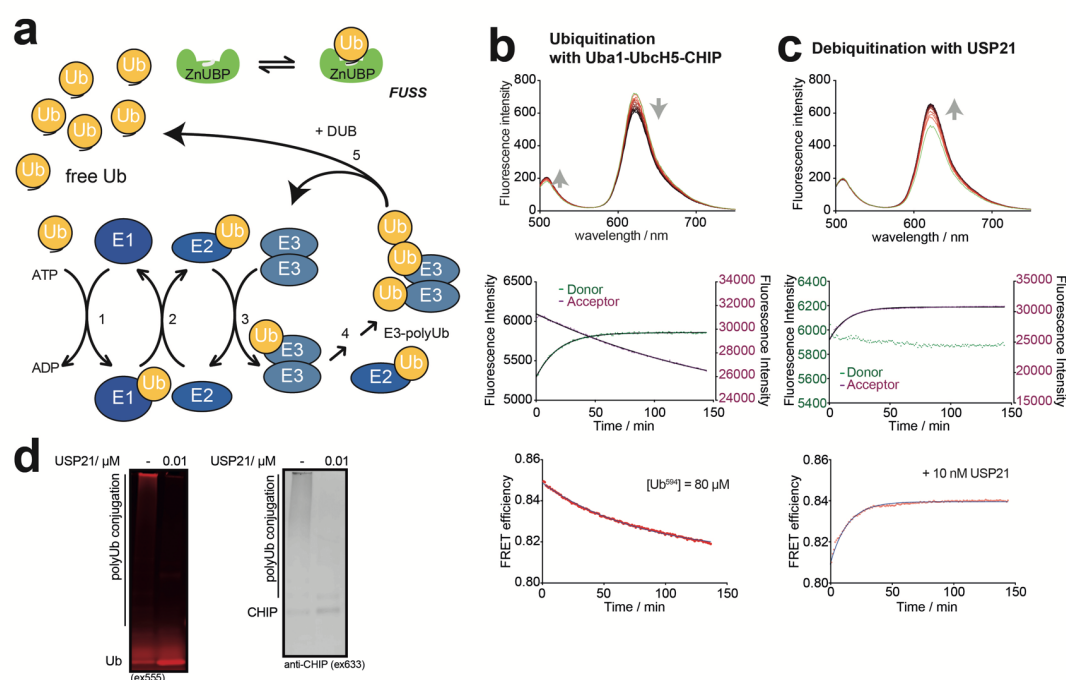 a
Ub
ZnUBP
Ub
ZnUBP
FUSS
Ub
Ub
Ub
Ub
Ub
free Ub
+ DUB
5
Ub
E1
E2
Ub
E3
E3
ATP
ADP
1
2
3
4
Ub
Ub
Ub
E3
E3
E3-polyUb
Ub
E3
E3
E2
Ub
E1
Ub
E2
b
Ubiquitination
with Uba1-UbcH5-CHIP
Fluorescence intensity
800
600
400
200
0
500
600
700
wavelength / nm
Fluorescence Intensity
6500
6000
5500
5000
Donor
Acceptor
34000
32000
30000
28000
26000
24000
Fluorescence Intensity
0
50
100
150
Time / min
FRET efficiency
0.86
0.84
0.82
0.80
[Ub594] = 80 μM
0
50
100
150
Time / min
c
Debiquitination with USP21
Fluorescence intensity
800
600
400
200
0
500
600
700
wavelength / nm
Fluorescence Intensity
6400
6200
6000
5800
5600
5400
Donor
Acceptor
35000
30000
25000
20000
15000
Fluorescence Intensity
0
50
100
150
Time / min
FRET efficiency
0.86
0.84
0.82
0.80
+ 10 nM USP21
0
50
100
150
Time / min
d
USP21/ μM
-
0.01
polyUb conjugation
Ub
(ex555)
USP21/ μM
-
0.01
polyUb conjugation
CHIP
anti-CHIP (ex633)